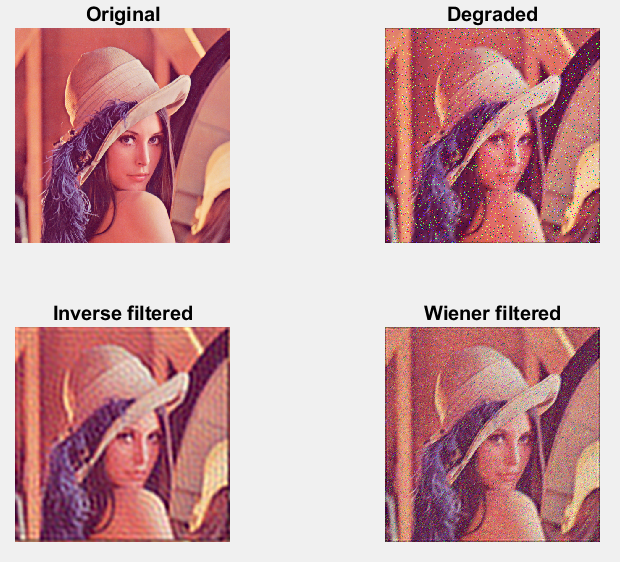 Original
Degraded
Inverse filtered
Wiener filtered